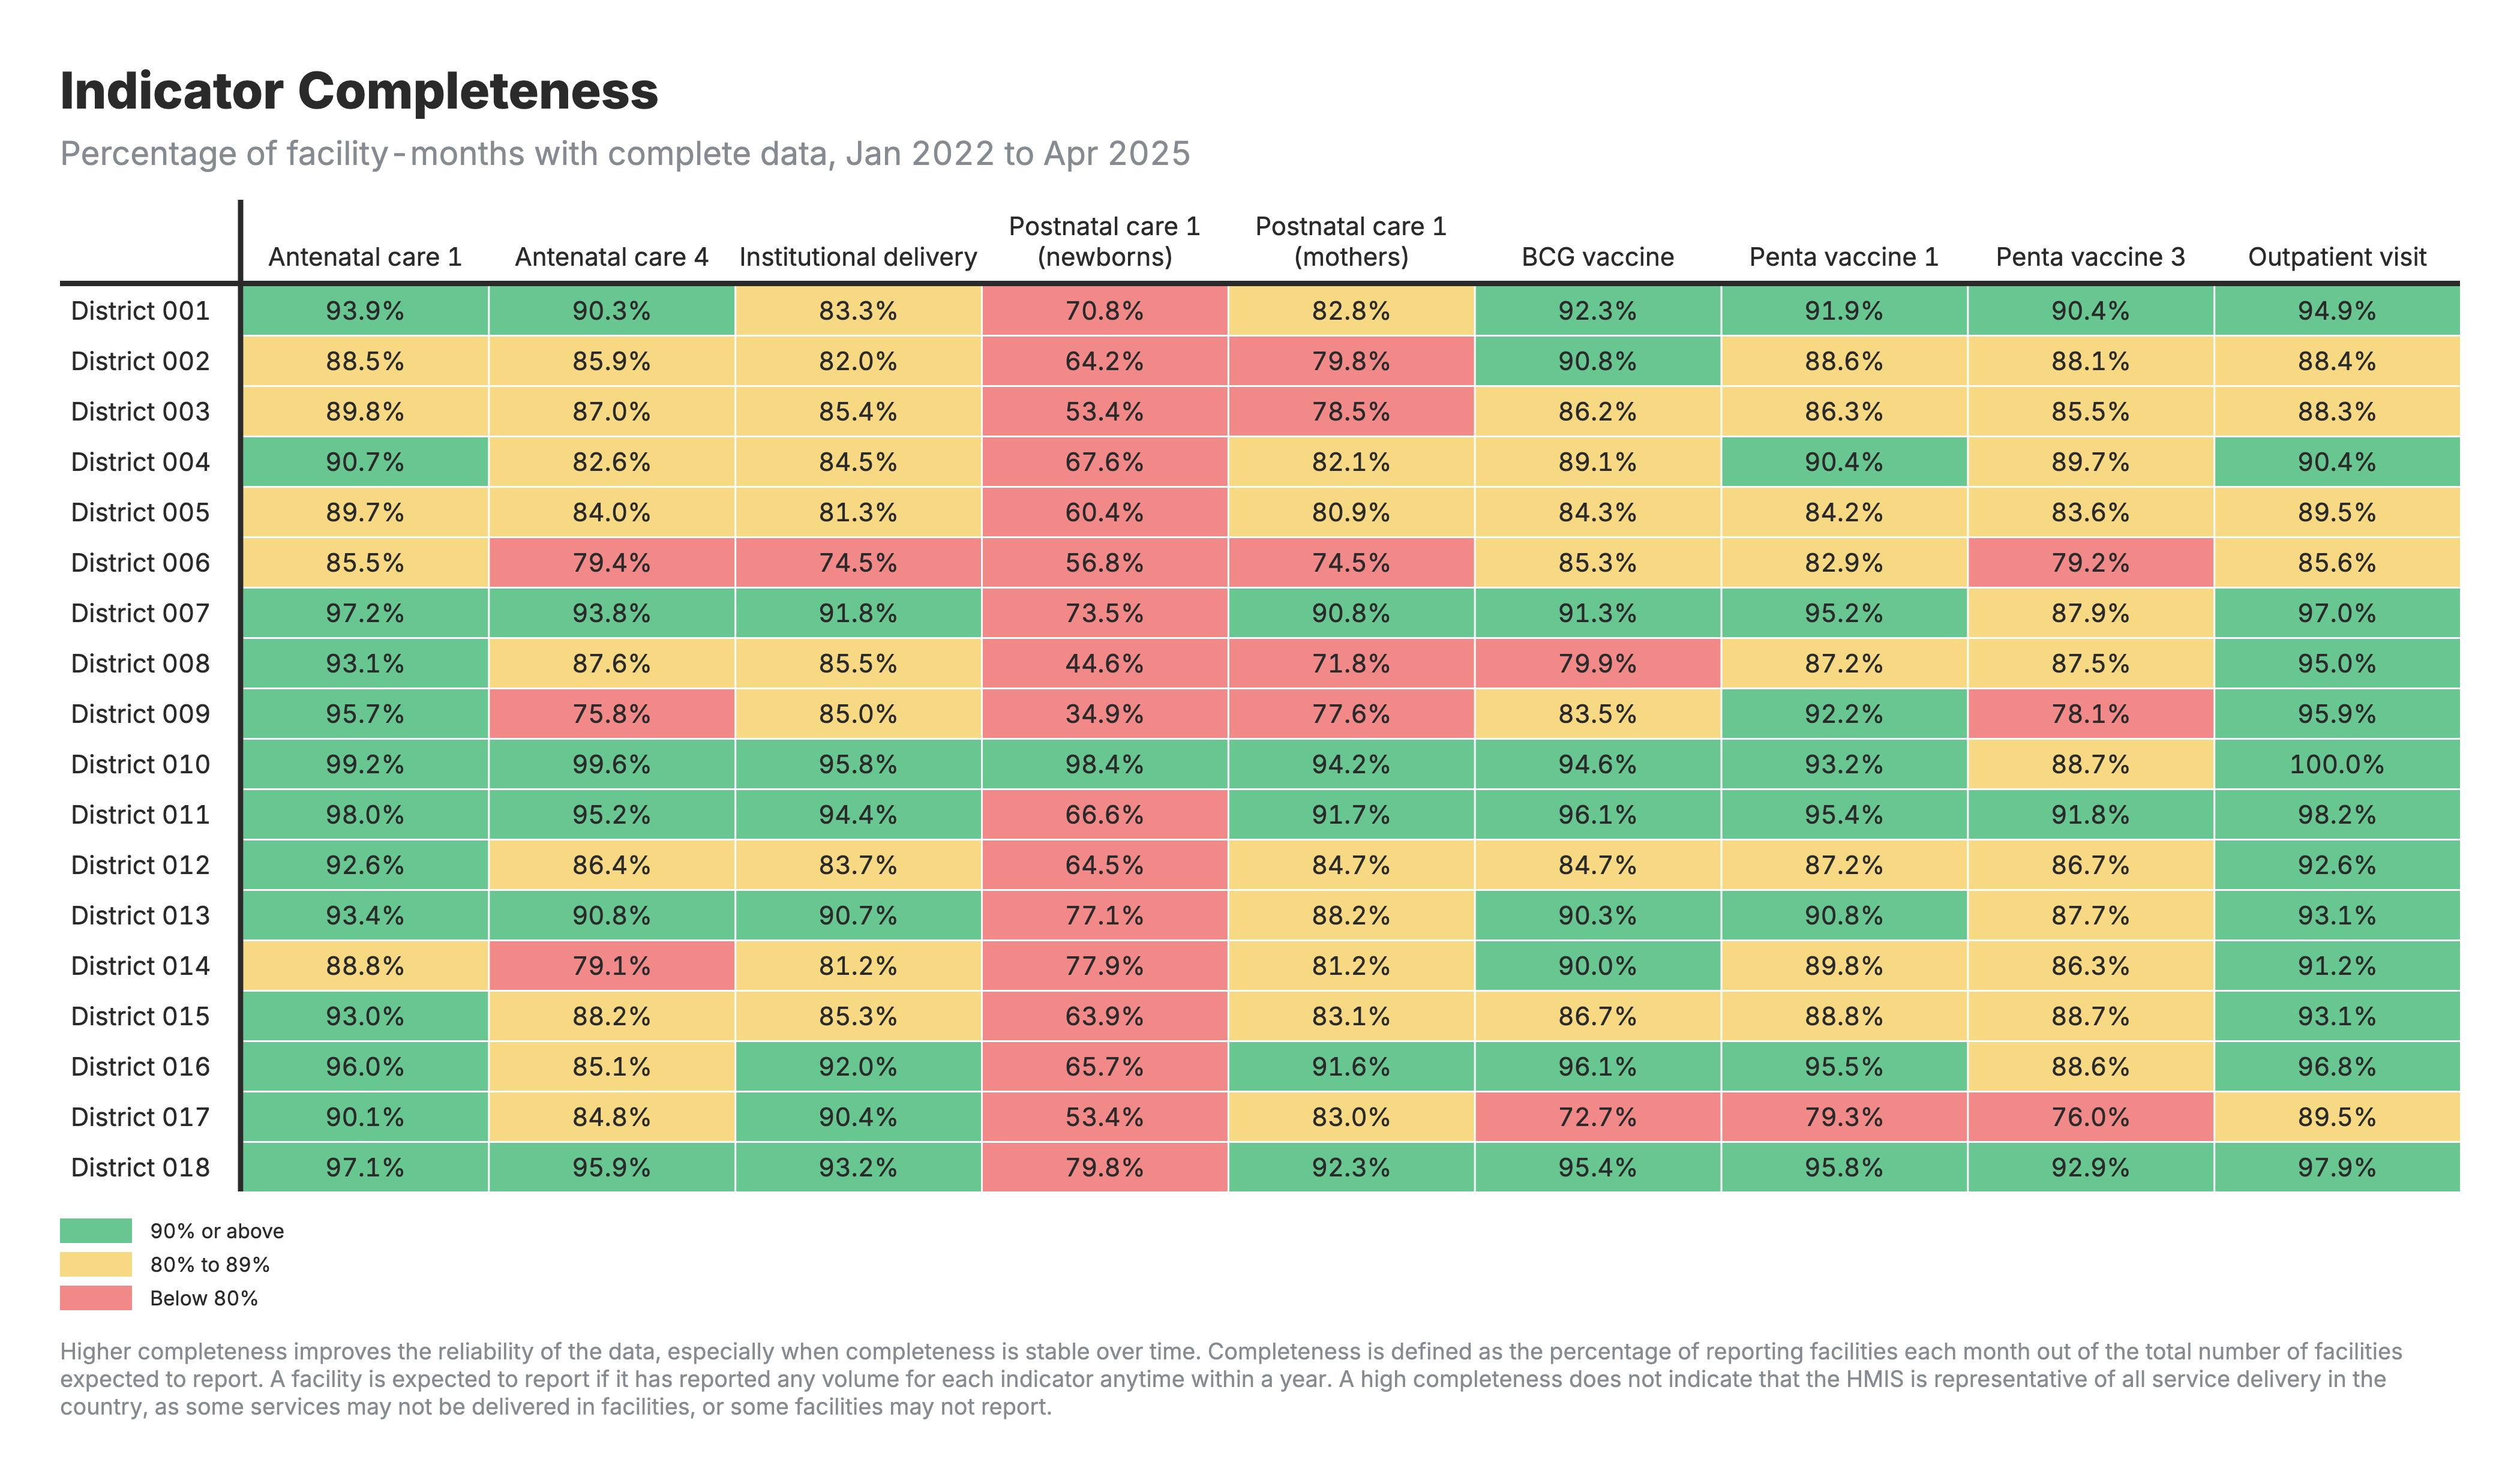 Indicator Completeness
Percentage of facility-months with complete data, Jan 2022 to Apr 2025
Antenatal care 1 Antenatal care 4 Institutional delivery Postnatal care 1 (newborns) Postnatal care 1 (mothers) BCG vaccine Penta vaccine 1 Penta vaccine 3 Outpatient visit
District 001 93.9% 90.3% 83.3% 70.8% 82.8% 92.3% 91.9% 90.4% 94.9%
District 002 88.5% 85.9% 82.0% 64.2% 79.8% 90.8% 88.6% 88.1% 88.4%
District 003 89.8% 87.0% 85.4% 53.4% 78.5% 86.2% 86.3% 85.5% 88.3%
District 004 90.7% 82.6% 84.5% 67.6% 82.1% 89.1% 90.4% 89.7% 90.4%
District 005 89.7% 84.0% 81.3% 60.4% 80.9% 84.3% 84.2% 83.6% 89.5%
District 006 85.5% 79.4% 74.5% 56.8% 74.5% 85.3% 82.9% 79.2% 85.6%
District 007 97.2% 93.8% 91.8% 73.5% 90.8% 91.3% 95.2% 87.9% 97.0%
District 008 93.1% 87.6% 85.5% 44.6% 71.8% 79.9% 87.2% 87.5% 95.0%
District 009 95.7% 75.8% 85.0% 34.9% 77.6% 83.5% 92.2% 78.1% 95.9%
District 010 99.2% 99.6% 95.8% 98.4% 94.2% 94.6% 93.2% 88.7% 100.0%
District 011 98.0% 95.2% 94.4% 66.6% 91.7% 96.1% 95.4% 91.8% 98.2%
District 012 92.6% 86.4% 83.7% 64.5% 84.7% 84.7% 87.2% 86.7% 92.6%
District 013 93.4% 90.8% 90.7% 77.1% 88.2% 90.3% 90.8% 87.7% 93.1%
District 014 88.8% 79.1% 81.2% 77.9% 81.2% 90.0% 89.8% 86.3% 91.2%
District 015 93.0% 88.2% 85.3% 63.9% 83.1% 86.7% 88.8% 88.7% 93.1%
District 016 96.0% 85.1% 92.0% 65.7% 91.6% 96.1% 95.5% 88.6% 96.8%
District 017 90.1% 84.8% 90.4% 53.4% 83.0% 72.7% 79.3% 76.0% 89.5%
District 018 97.1% 95.9% 93.2% 79.8% 92.3% 95.4% 95.8% 92.9% 97.9%
90% or above
80% to 89%
Below 80%
Higher completeness improves the reliability of the data, especially when completeness is stable over time. Completeness is defined as the percentage of reporting facilities each month out of the total number of facilities
expected to report. A facility is expected to report if it has reported any volume for each indicator anytime within a year. A high completeness does not indicate that the HMIS is representative of all service delivery in the
country, as some services may not be delivered in facilities, or some facilities may not report.